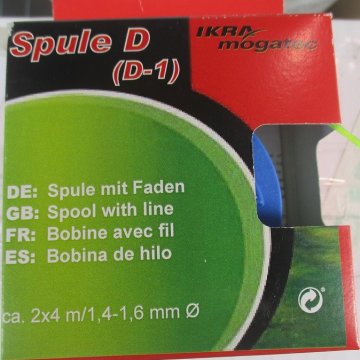 Spule D
(D-1)
IKRA
mogatec
DE: Spule mit Faden
GB: Spool with line
FR: Bobine avec fil
ES: Bobina de hilo
ca. 2x4 m/1,4-1,6 mm Ø